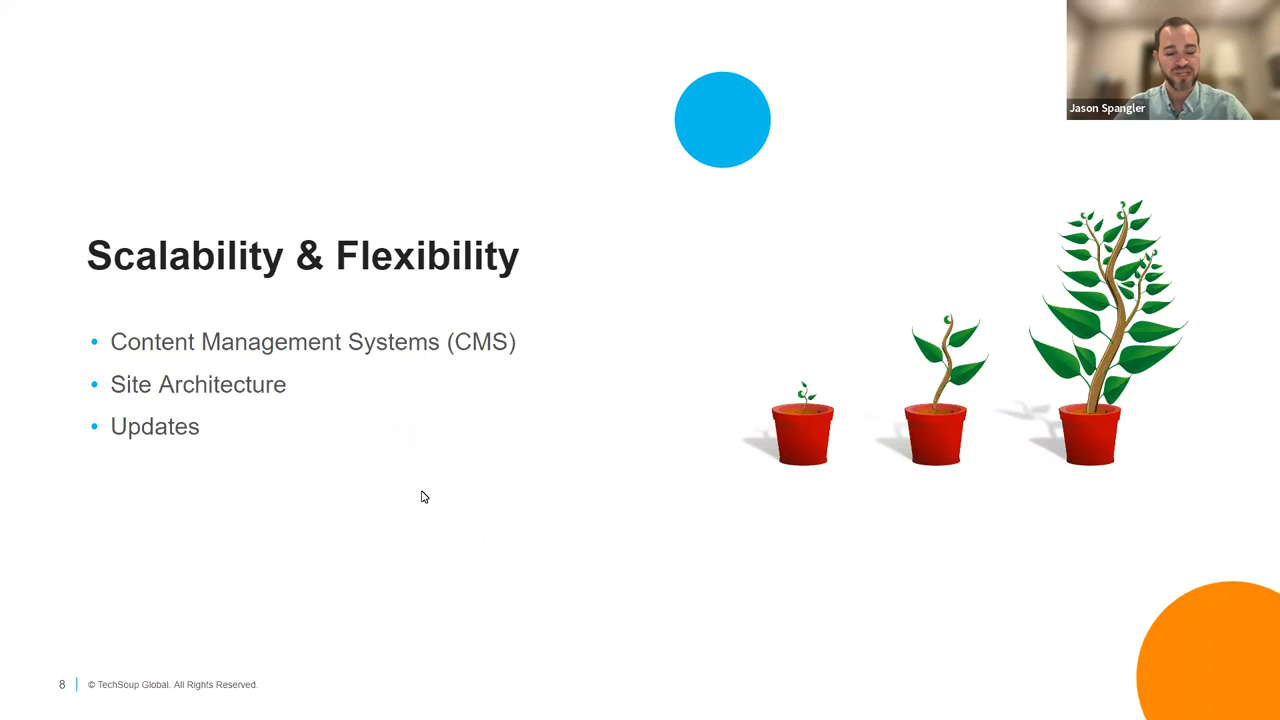 Jason Spangler
Scalability & Flexibility
• Content Management Systems (CMS)
• Site Architecture
• Updates
8
© TechSoup Global. All Rights Reserved.